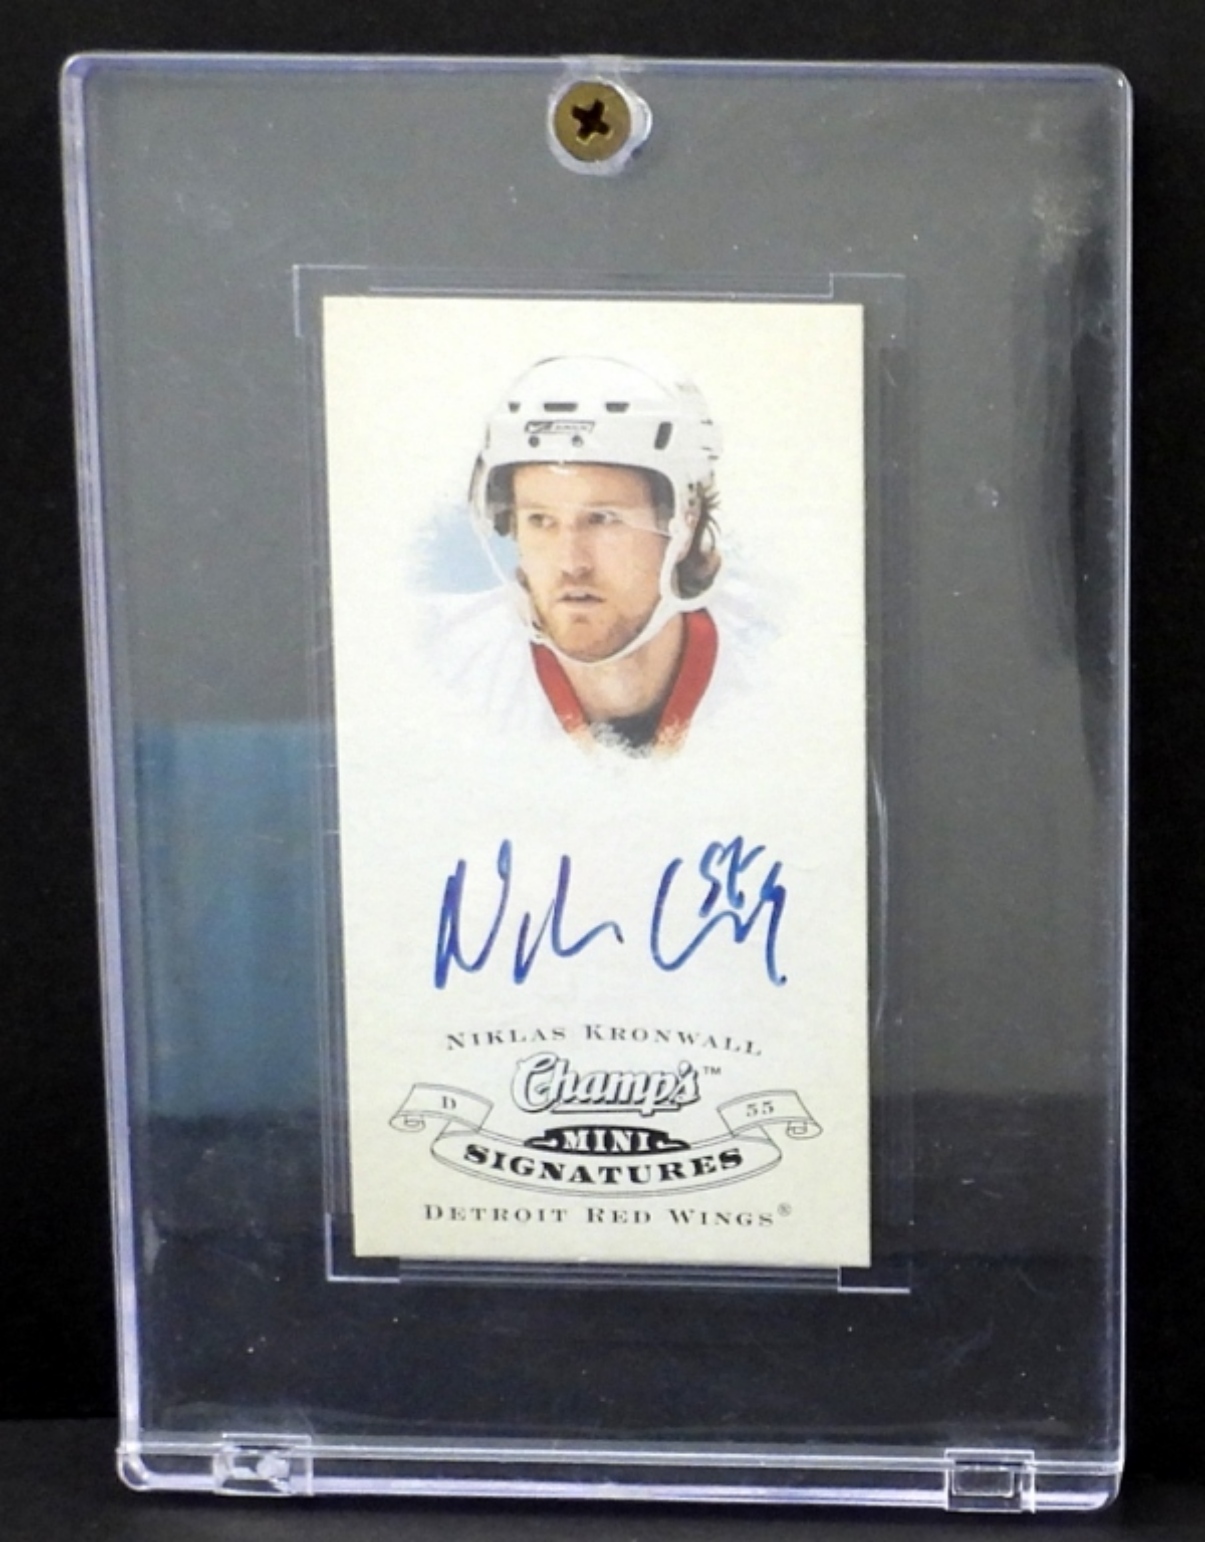 NIKLAS KRONWALL
Champ's™
D
55
MINI
SIGNATURES
DETROIT RED WINGS®